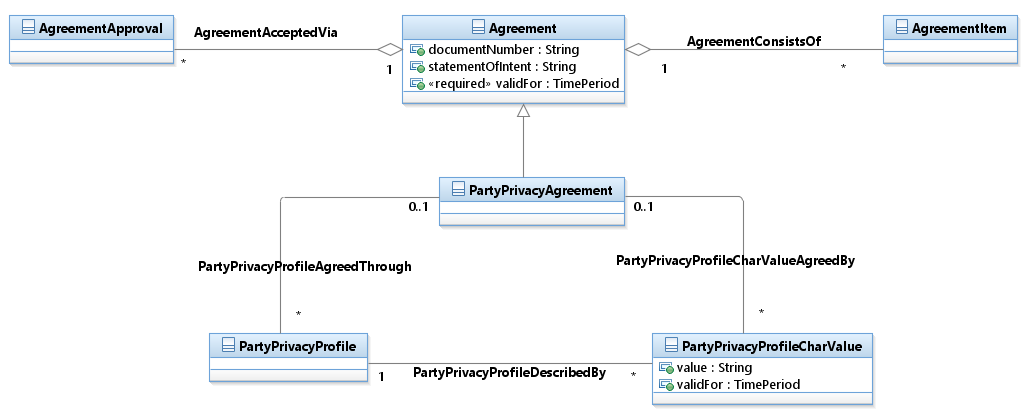 AgreementApproval
AgreementAcceptedVia
*
1
Agreement
documentNumber : String
statementOfIntent : String
«required» validFor : TimePeriod
AgreementConsistsOf
1
*
AgreementItem
PartyPrivacyAgreement
0..1
0..1
PartyPrivacyProfileAgreedThrough
PartyPrivacyProfileCharValueAgreedBy
*
*
PartyPrivacyProfile
1
PartyPrivacyProfileDescribedBy
*
PartyPrivacyProfileCharValue
value : String
validFor : TimePeriod